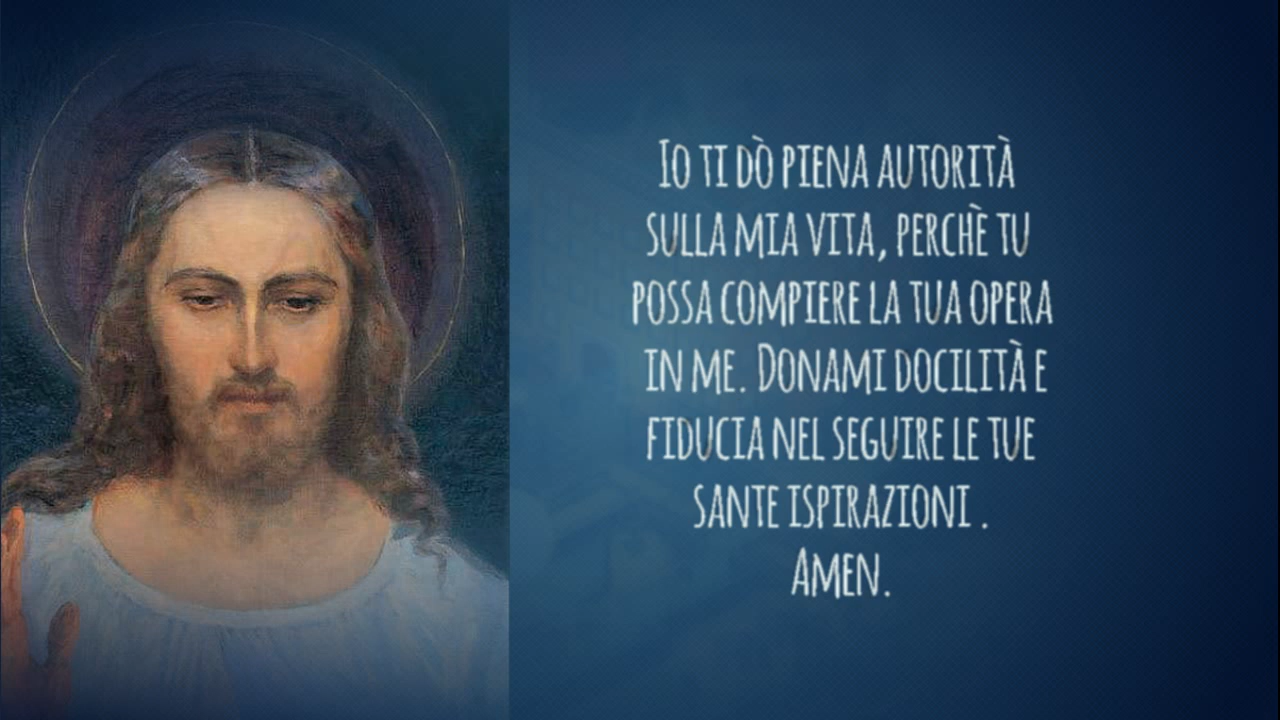 Io ti dò piena autorità
sulla mia vita, perchè tu
possa compiere la tua opera
in me. Donami docilità e
fiducia nel seguire le tue
sante ispirazioni .
Amen.